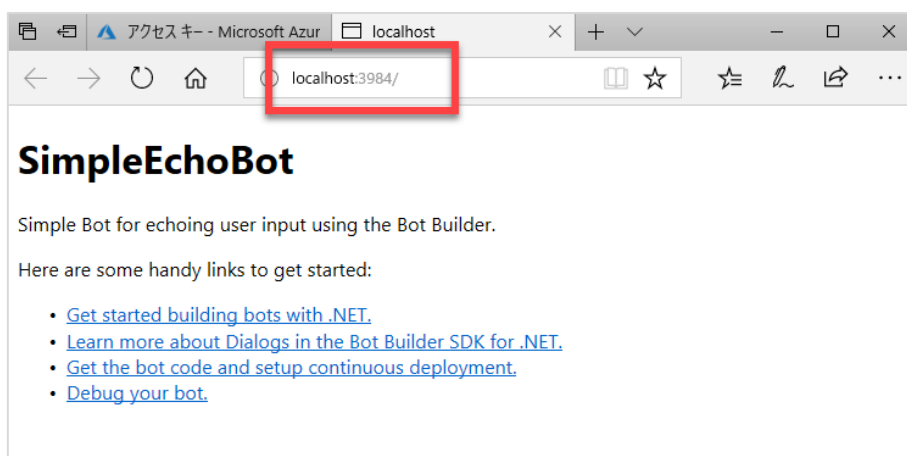 アクセス キー - - Microsoft Azur
localhost
localhost:3984/
SimpleEchoBot
Simple Bot for echoing user input using the Bot Builder.
Here are some handy links to get started:
• Get started building bots with .NET.
• Learn more about Dialogs in the Bot Builder SDK for .NET.
• Get the bot code and setup continuous deployment.
• Debug your bot.